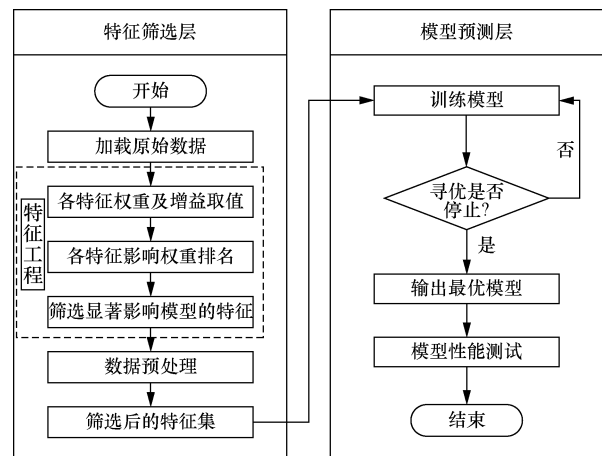 特征筛选层
开始
加载原始数据
特征工程
各特征权重及增益取值
各特征影响权重排名
筛选显著影响模型的特征
数据预处理
筛选后的特征集
模型预测层
训练模型
否
寻优是否
停止?
是
输出最优模型
模型性能测试
结束